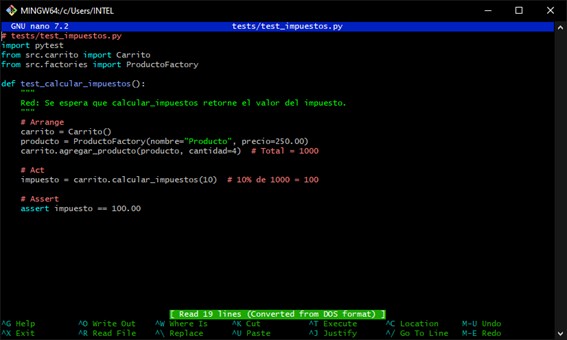 MINGW64:/c/Users/INTEL
GNU nano 7.2 tests/test_impuestos.py
# tests/test_impuestos.py
import pytest
from src.carrito import Carrito
from src.factories import ProductoFactory
def test_calcular_impuestos():
"""
Red: Se espera que calcular_impuestos retorne el valor del impuesto.
"""
# Arrange
carrito = Carrito()
producto = ProductoFactory(nombre="Producto", precio=250.00)
carrito.agregar_producto(producto, cantidad=4)  # Total = 1000
# Act
impuesto = carrito.calcular_impuestos(10)  # 10% de 1000 = 100
# Assert
assert impuesto == 100.00
[ Read 19 lines (Converted from DOS format) ]
^G Help ^O Write Out ^W Where Is ^K Cut ^T Execute ^C Location M-U Undo
^X Exit ^R Read File ^\ Replace ^U Paste ^J Justify ^/ Go To Line M-E Redo